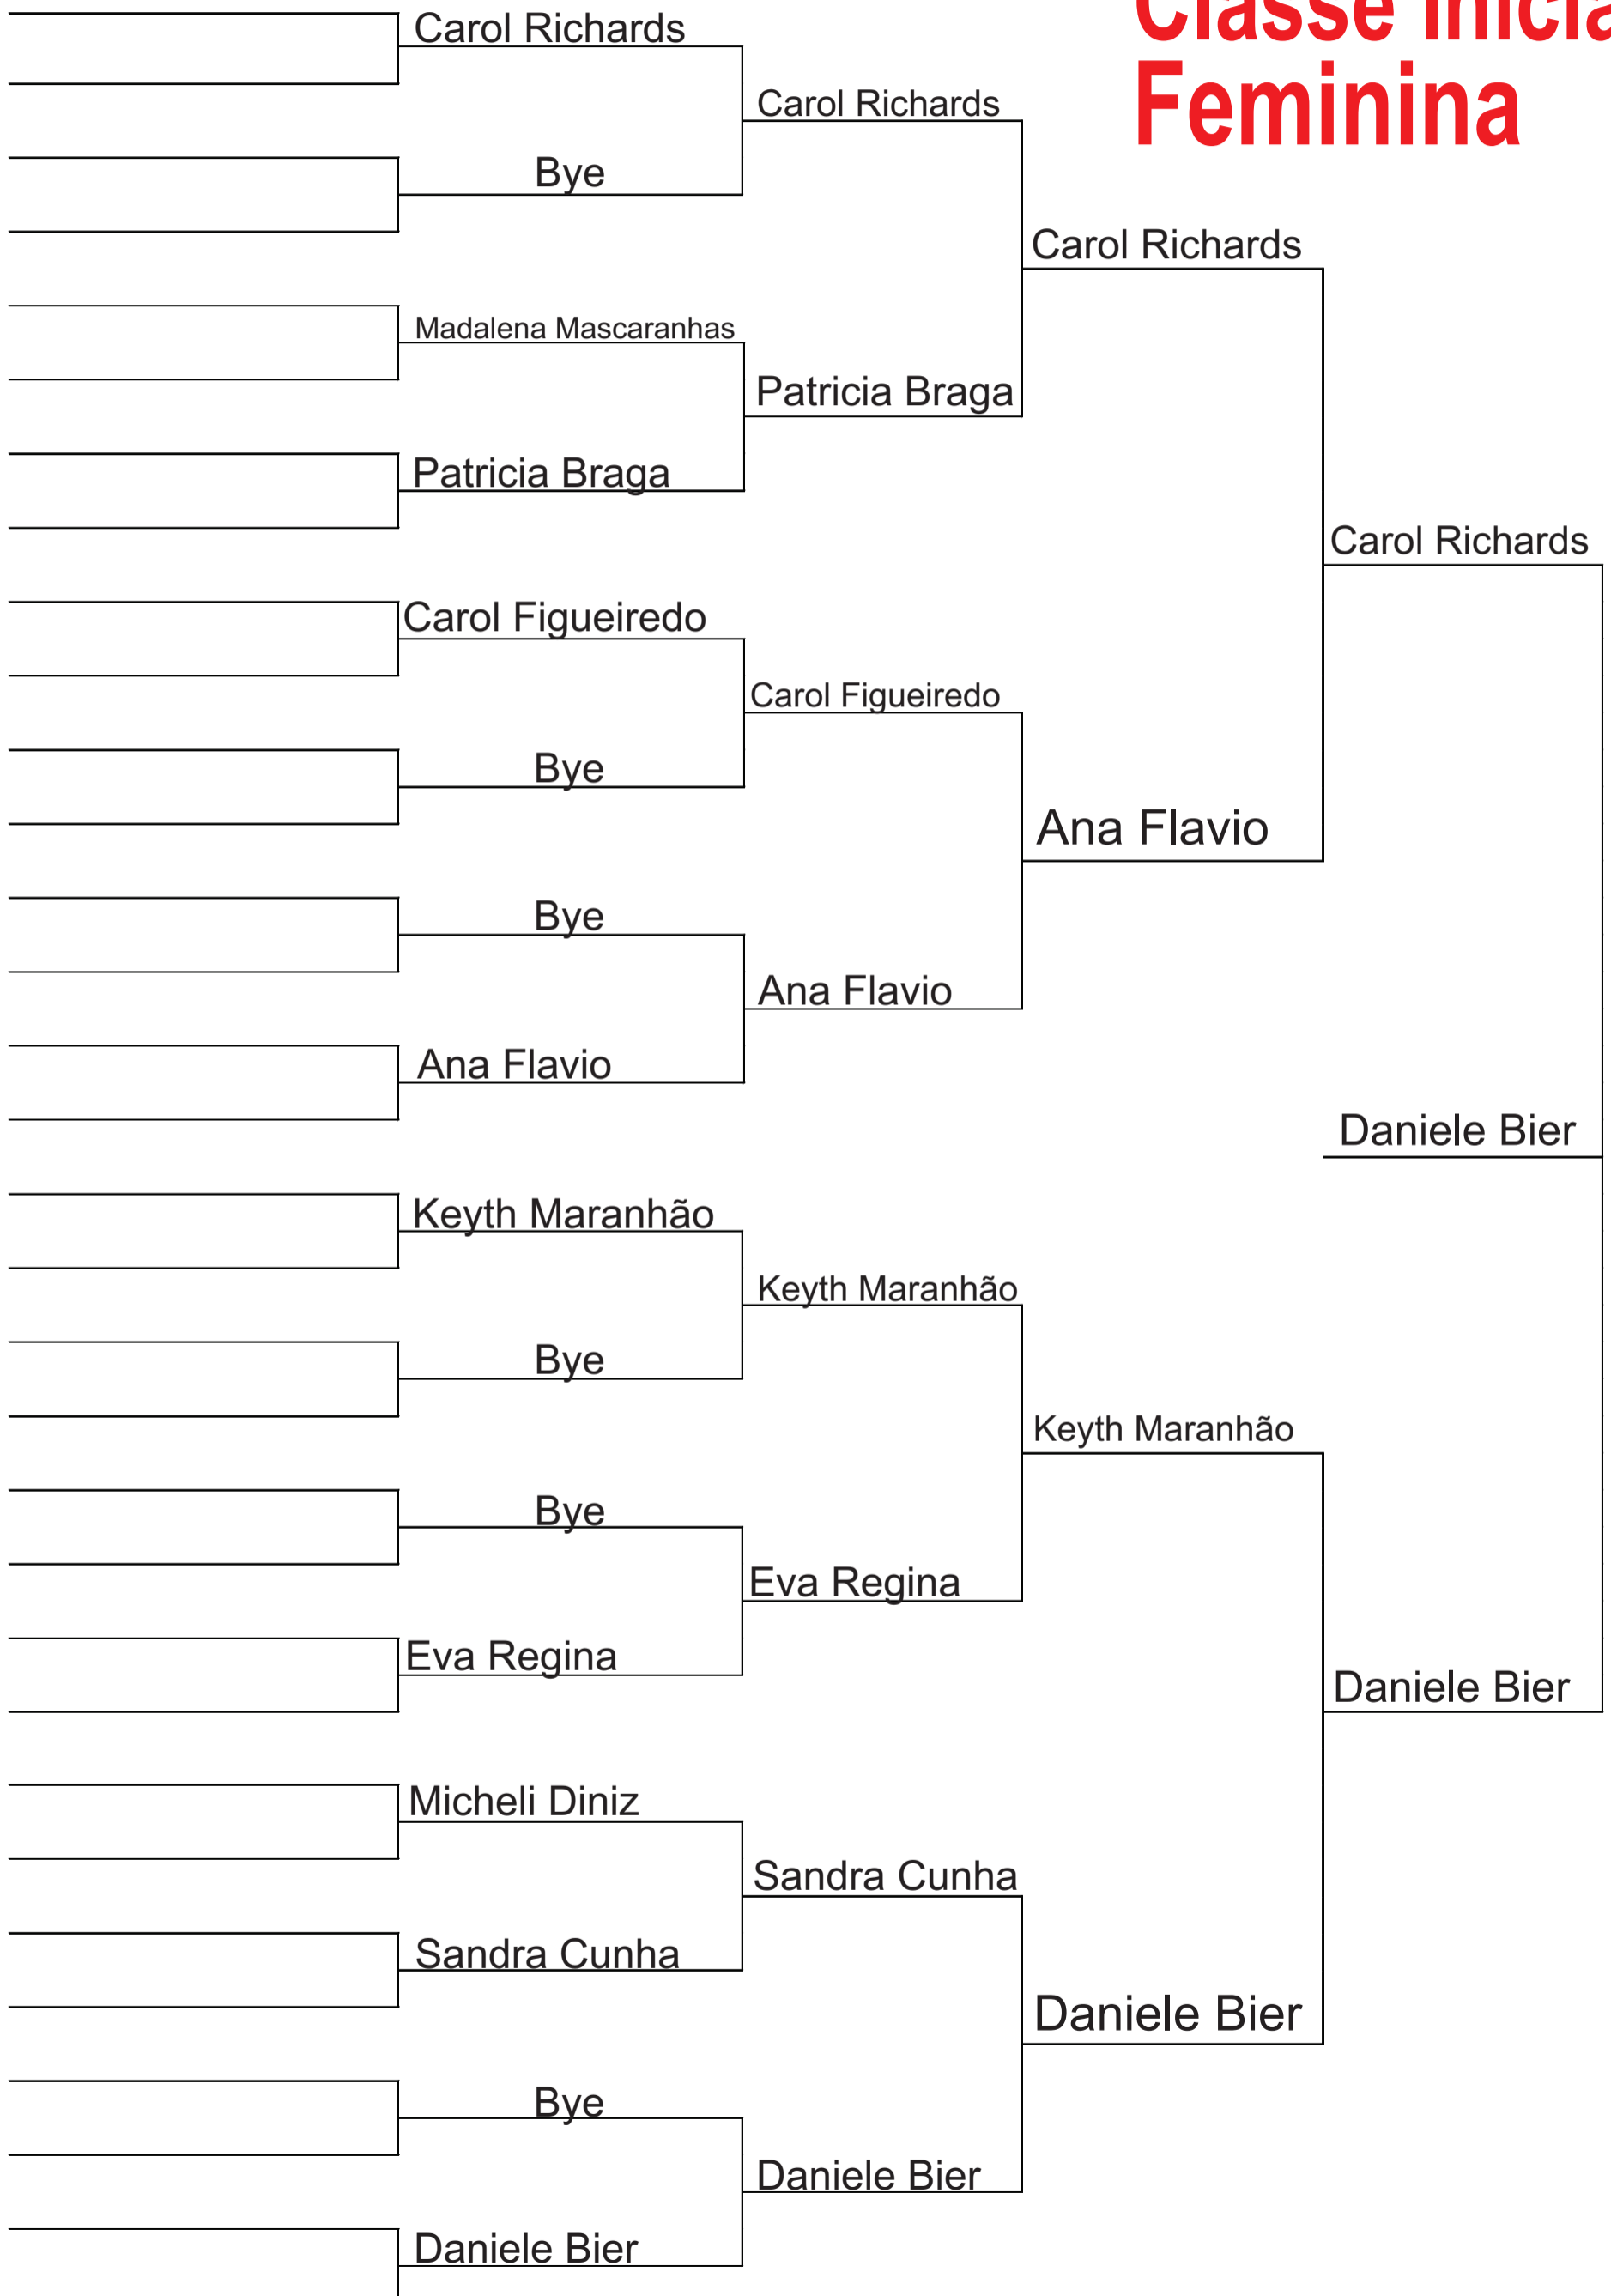 Classe Inicia
Feminina
Carol Richards
Carol Richards
Bye
Carol Richards
Madalena Mascaranhas
Patricia Braga
Patricia Braga
Carol Richards
Carol Figueiredo
Carol Figueiredo
Bye
Ana Flavio
Bye
Ana Flavio
Ana Flavio
Daniele Bier
Keyth Maranhão
Keyth Maranhão
Bye
Keyth Maranhão
Bye
Eva Regina
Eva Regina
Daniele Bier
Micheli Diniz
Sandra Cunha
Sandra Cunha
Daniele Bier
Bye
Daniele Bier
Daniele Bier